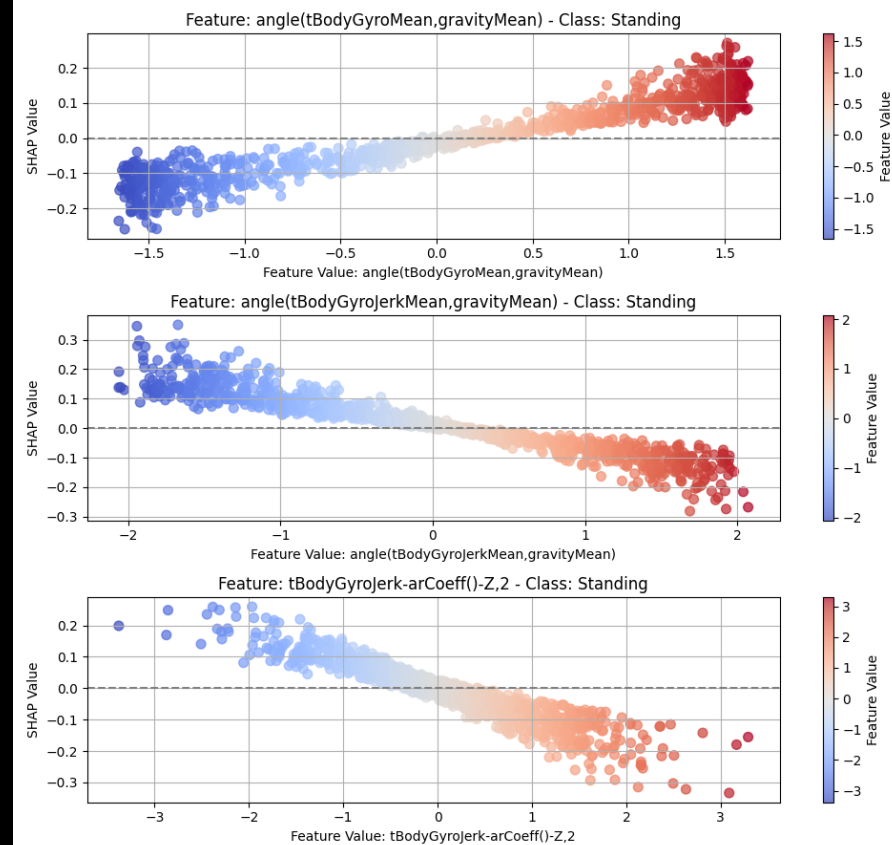 Feature: angle(tBodyGyroMean,gravityMean) - Class: Standing
SHAP Value
0.2
0.1
0.0
−0.1
−0.2
−1.5 −1.0 −0.5 0.0 0.5 1.0 1.5
Feature Value: angle(tBodyGyroMean,gravityMean)
1.5
1.0
0.5
0.0
−0.5
−1.0
−1.5
Feature Value
Feature: angle(tBodyGyroJerkMean,gravityMean) - Class: Standing
SHAP Value
0.3
0.2
0.1
0.0
−0.1
−0.2
−0.3
−2 −1 0 1 2
Feature Value: angle(tBodyGyroJerkMean,gravityMean)
2
1
0
−1
−2
Feature Value
Feature: tBodyGyroJerk-arCoeff()-Z,2 - Class: Standing
SHAP Value
0.2
0.1
0.0
−0.1
−0.2
−0.3
−3 −2 −1 0 1 2 3
Feature Value: tBodyGyroJerk-arCoeff()-Z,2
3
2
1
0
−1
−2
−3
Feature Value